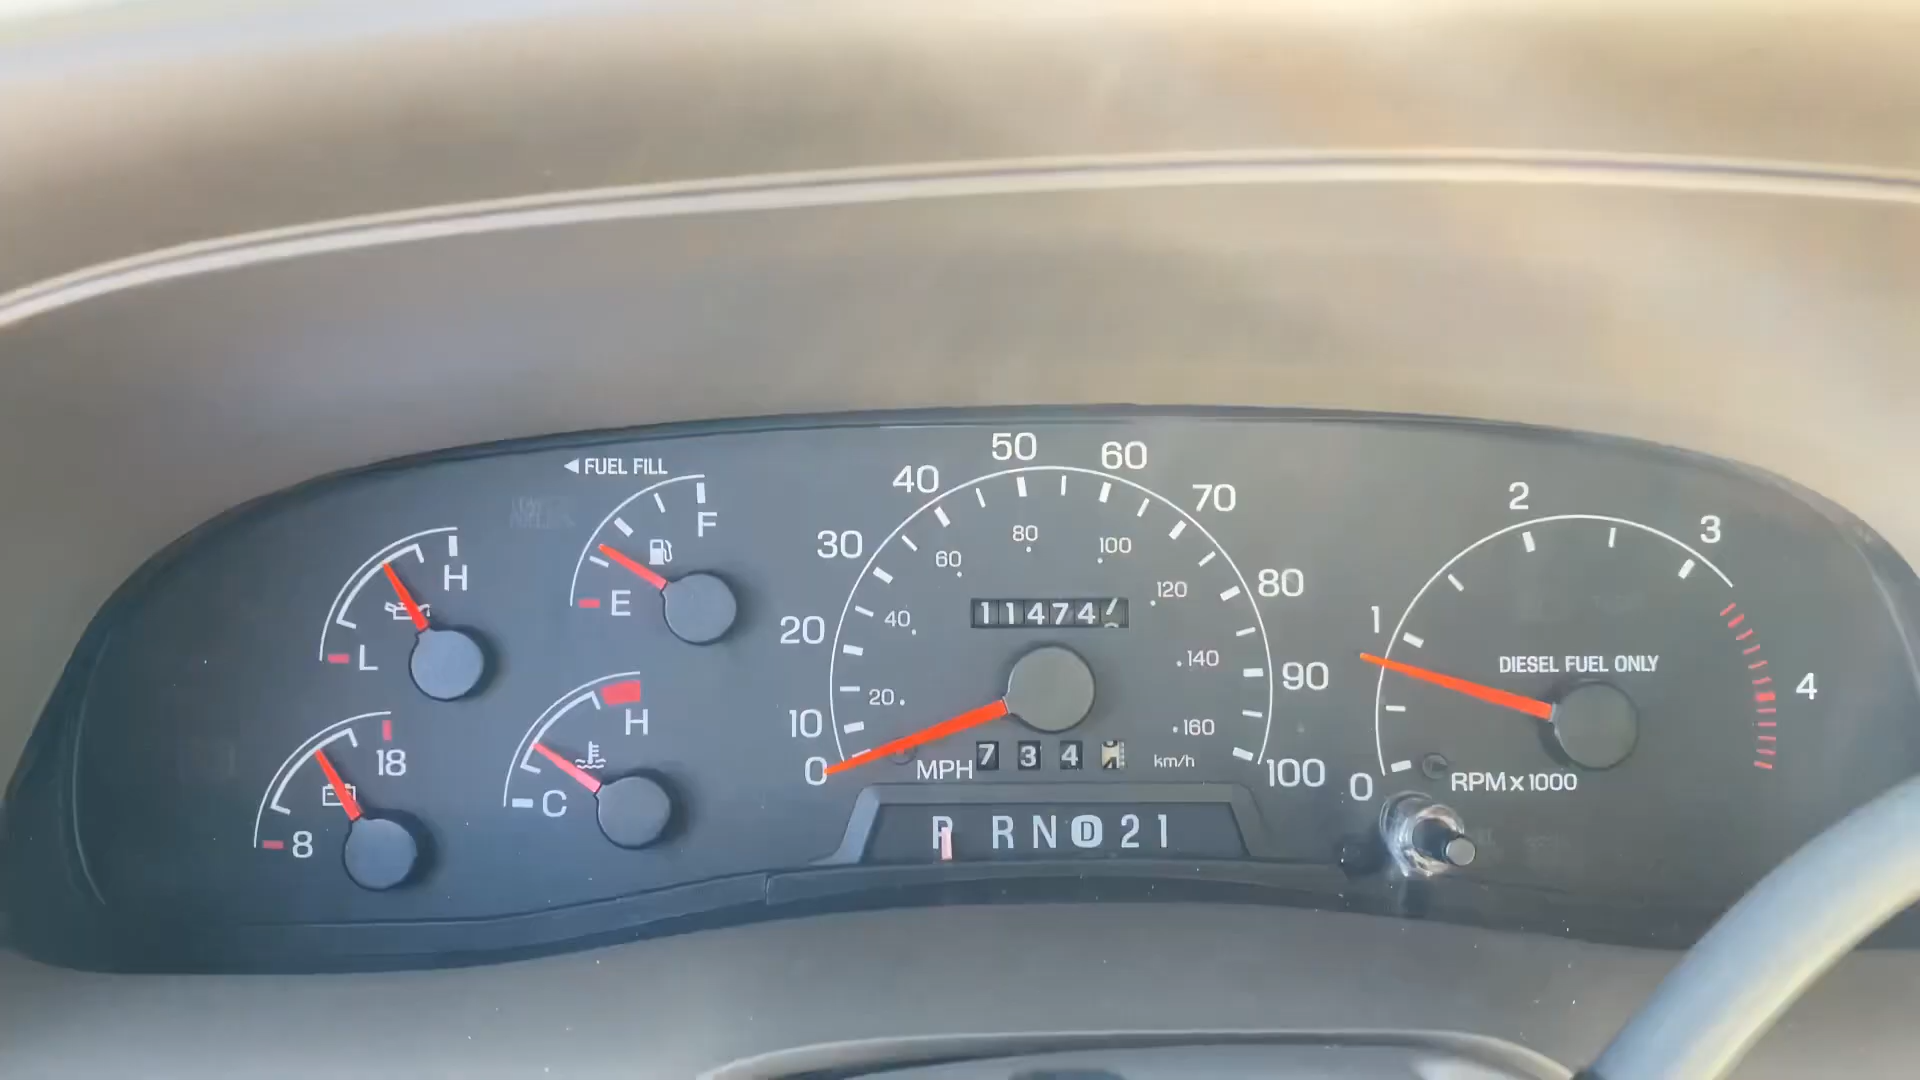 ◀ FUEL FILL
F
E
H
L
18
8
H
C
0 10 20 30 40 50 60 70 80 90 100
20 40 60 80 100 120 140 160
11474
MPH
734
km/h
P R N D 2 1
0 1 2 3 4
DIESEL FUEL ONLY
RPM x 1000